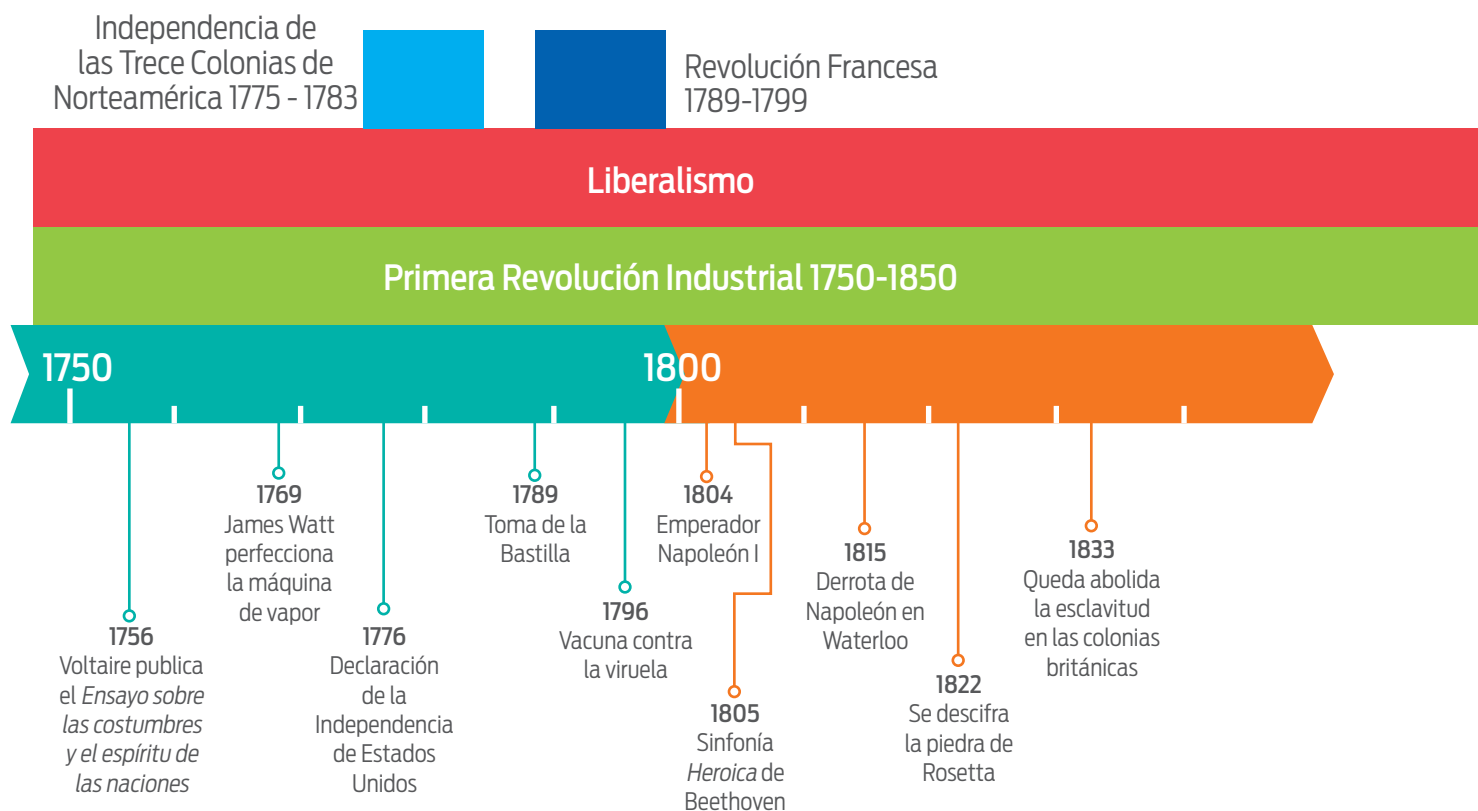 Independencia de
las Trece Colonias de
Norteamérica 1775 - 1783
Revolución Francesa
1789-1799
Liberalismo
Primera Revolución Industrial 1750-1850
1750
1800
1756
Voltaire publica
el Ensayo sobre
las costumbres
y el espíritu de
las naciones
1769
James Watt
perfecciona
la máquina
de vapor
1776
Declaración
de la
Independencia
de Estados
Unidos
1789
Toma de la
Bastilla
1796
Vacuna contra
la viruela
1804
Emperador
Napoleón I
1805
Sinfonía
Heroica de
Beethoven
1815
Derrota de
Napoleón en
Waterloo
1822
Se descifra
la piedra de
Rosetta
1833
Queda abolida
la esclavitud
en las colonias
británicas